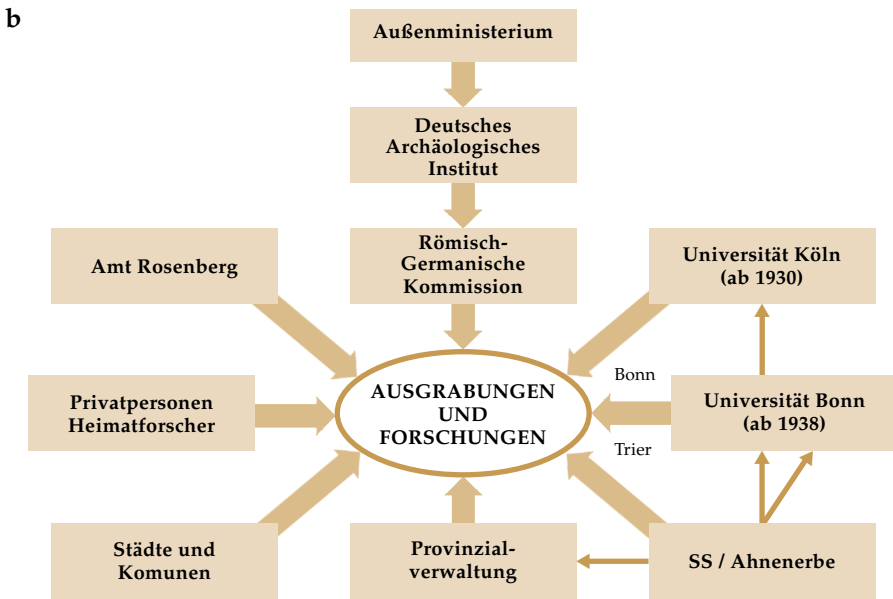 b
Außenministerium
Deutsches
Archäologisches
Institut
Römisch-
Germanische
Kommission
Amt Rosenberg
Universität Köln
(ab 1930)
Privatpersonen
Heimatforscher
AUSGRABUNGEN
UND
FORSCHUNGEN
Bonn
Trier
Universität Bonn
(ab 1938)
Städte und
Komunen
Provinzial-
verwaltung
SS / Ahnenerbe